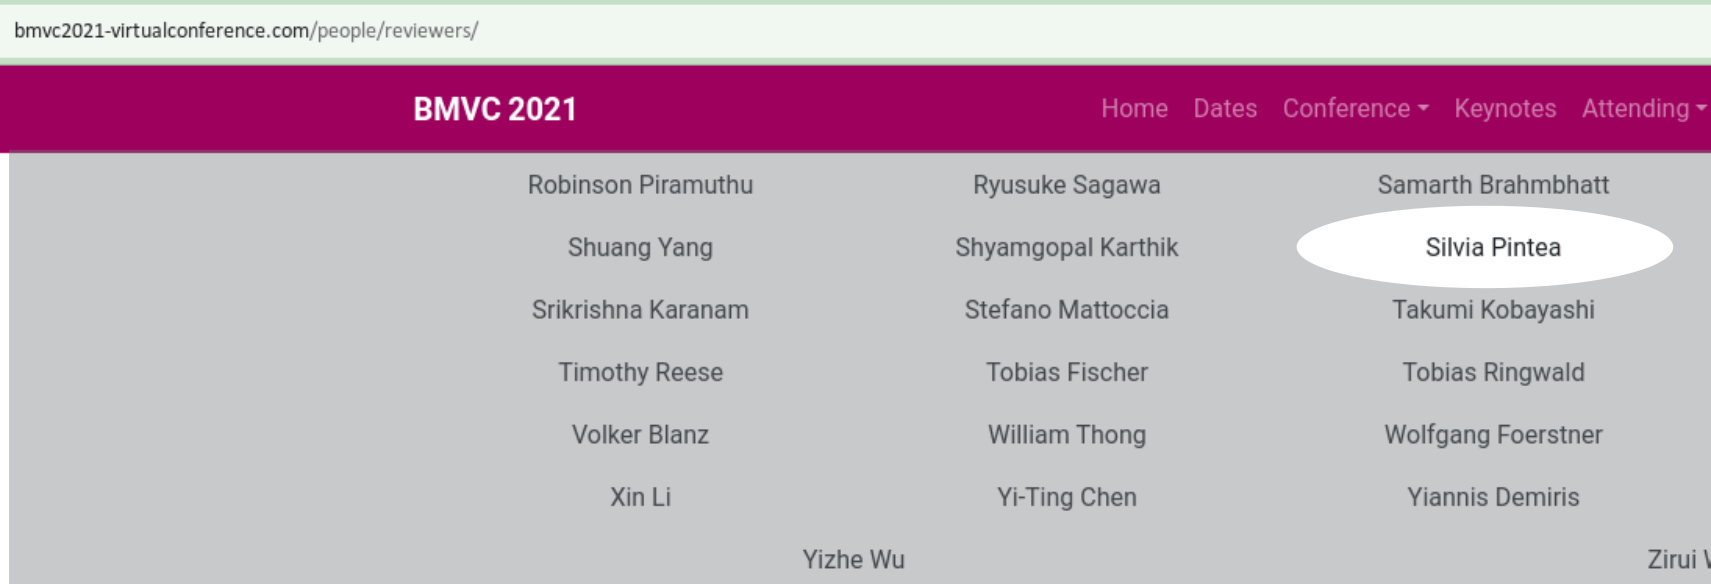 bmvc2021-virtualconference.com/people/reviewers/
BMVC 2021 Home Dates Conference Keynotes Attending
Robinson Piramuthu Ryusuke Sagawa Samarth Brahmbhatt
Shuang Yang Shyamgopal Karthik Silvia Pintea
Srikrishna Karanam Stefano Mattoccia Takumi Kobayashi
Timothy Reese Tobias Fischer Tobias Ringwald
Volker Blanz William Thong Wolfgang Foerstner
Xin Li Yi-Ting Chen Yiannis Demiris
Yizhe Wu Zirui